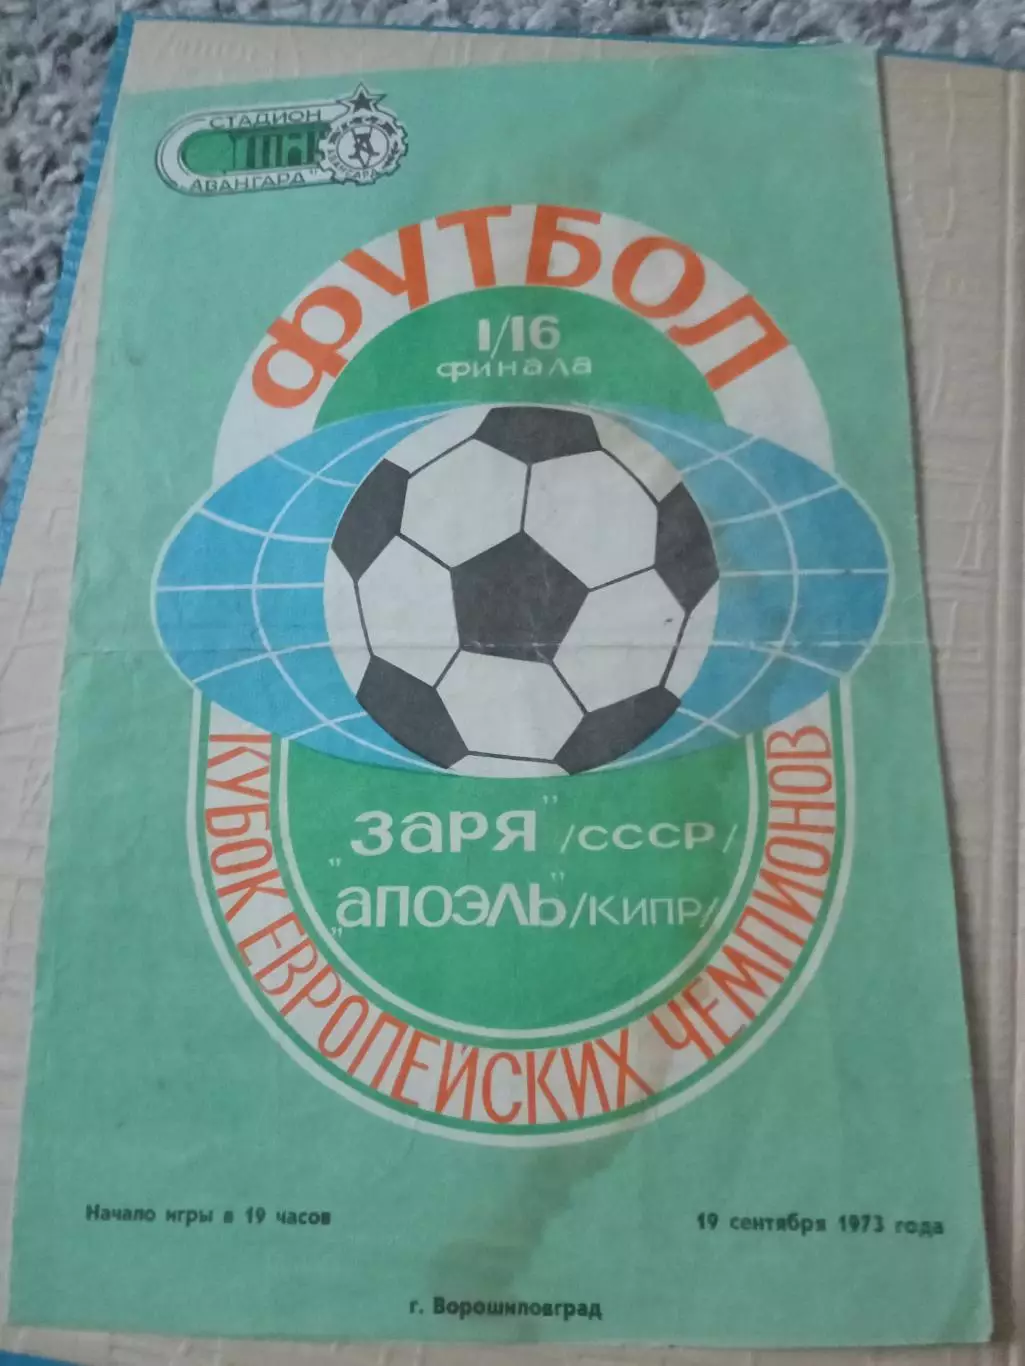 СТАДИОН
„АВАНГАРД"
АВАНГАРД
ФУТБОЛ
1/16
финала
„ЗАРЯ" /СССР/
„АПОЭЛЬ" /КИПР/
КУБОК ЕВРОПЕЙСКИХ ЧЕМПИОНОВ
Начало игры в 19 часов
19 сентября 1973 года
г. Ворошиловград